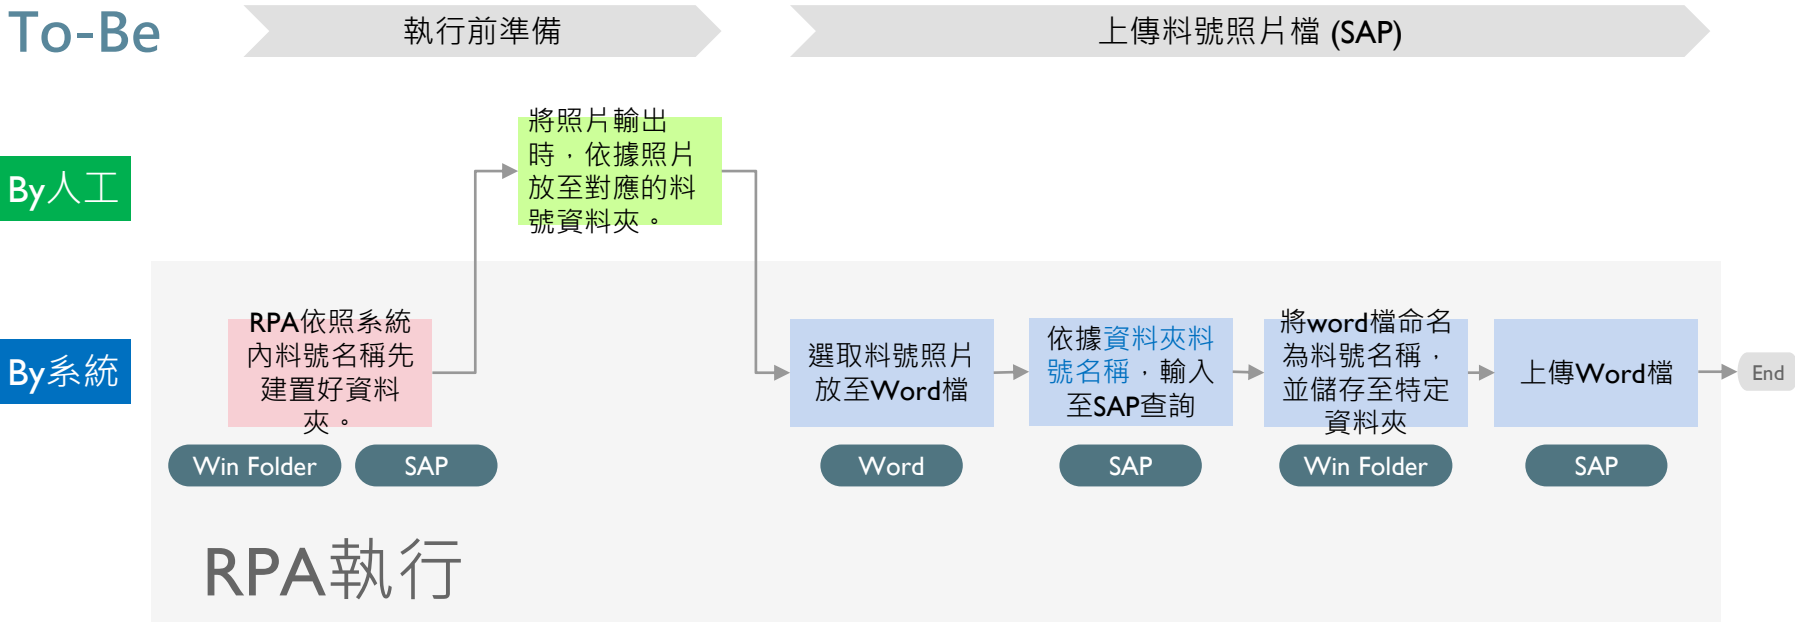 To-Be
執行前準備
上傳料號照片檔 (SAP)
By人工
將照片輸出
時，依據照片
放至對應的料
號資料夾。
By系統
RPA依照系統
內料號名稱先
建置好資料
夾。
Win Folder
SAP
選取料號照片
放至Word檔
Word
依據資料夾料
號名稱，輸入
至SAP查詢
SAP
將word檔命名
為料號名稱，
並儲存至特定
資料夾
Win Folder
上傳Word檔
SAP
End
RPA執行